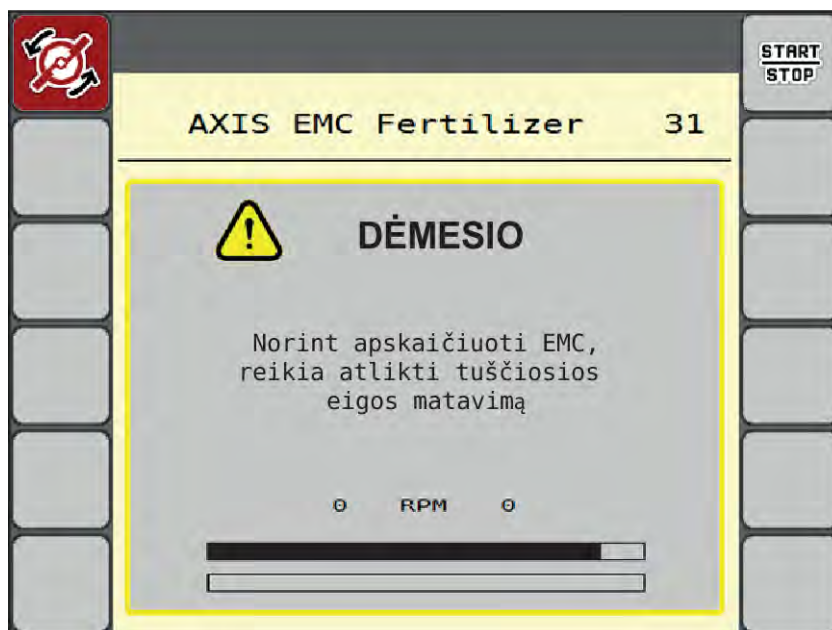 START
STOP
AXIS EMC Fertilizer 31
DĖMESIO
Norint apskaičiuoti EMC,
reikia atlikti tuščiosios
eigos matavimą
0 RPM 0